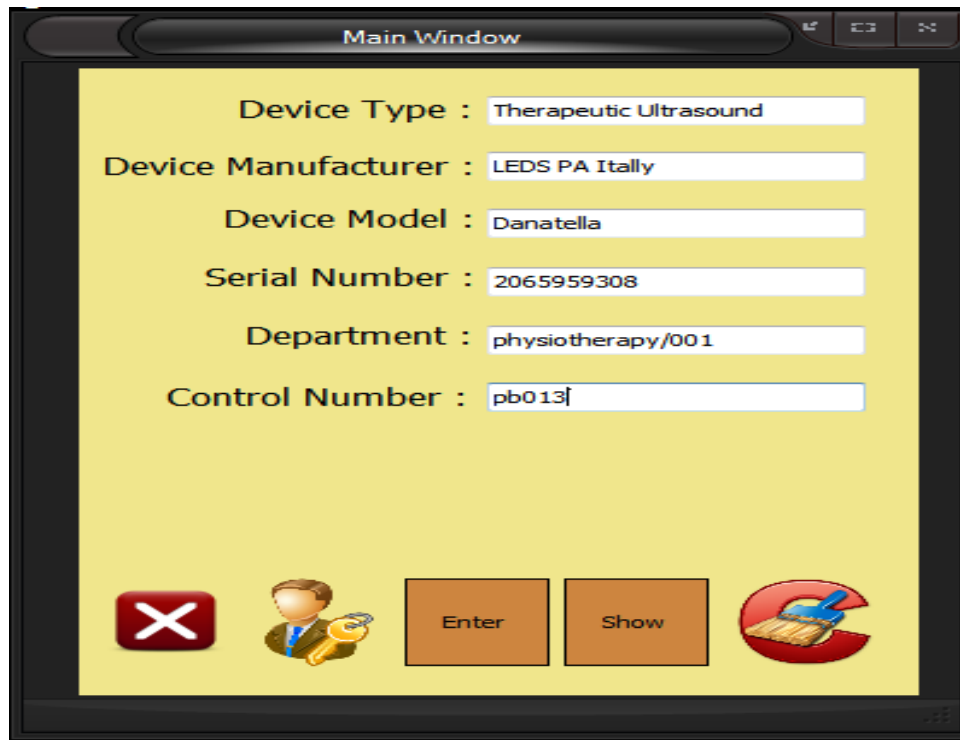 Main Window
Device Type : Therapeutic Ultrasound
Device Manufacturer : LEDS PA Itally
Device Model : Danatella
Serial Number : 2065959308
Department : physiotherapy/001
Control Number : pb013
Enter Show